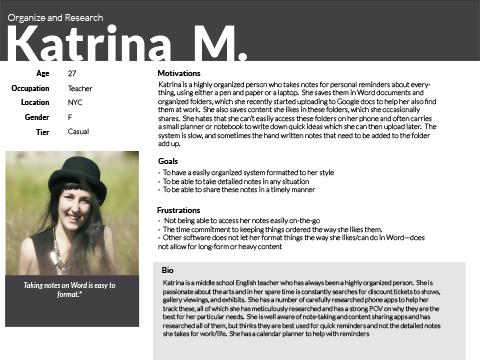 Organize and Research
Katrina M.
Age 27
Occupation Teacher
Location NYC
Gender F
Tier Casual
Taking notes on Word is easy to
format."
Motivations
Katrina is a highly organized person who takes notes for personal reminders about every-
thing, using either a pen and paper or a laptop. She saves them in Word documents and
organized folders, which she recently started uploading to Google docs to help her also find
them at work. She also saves content she likes in these folders, which she occasionally
shares. She hates that she can't easily access these folders on her phone and often carries
a small planner or notebook to write down quick ideas which she can then upload later. The
system is slow, and sometimes the hand written notes that need to be added to the folder
add up.
Goals
• To have a easily organized system formatted to her style
• To be able to take detailed notes in any situation
• To be able to share these notes in a timely manner
Frustrations
• Not being able to access her notes easily on-the-go
• The time commitment to keeping things ordered the way she likes them.
• Other software does not let her format things the way she likes/can do in Word—does
not allow for long-form or heavy content
Bio
Katrina is a middle school English teacher who has always been a highly organized person. She is
passionate about the arts and in her spare time is constantly searches for discount tickets to shows,
gallery viewings, and exhibits. She has a number of carefully researched phone apps to help her
track these, all of which she has meticulously researched and has a strong POV on why they are the
best for her particular needs. She is well aware of note-taking and content sharing apps and has
researched all of them, but thinks they are best used for quick reminders and not the detailed notes
she takes for work/life. She has a calendar planner to help with reminders